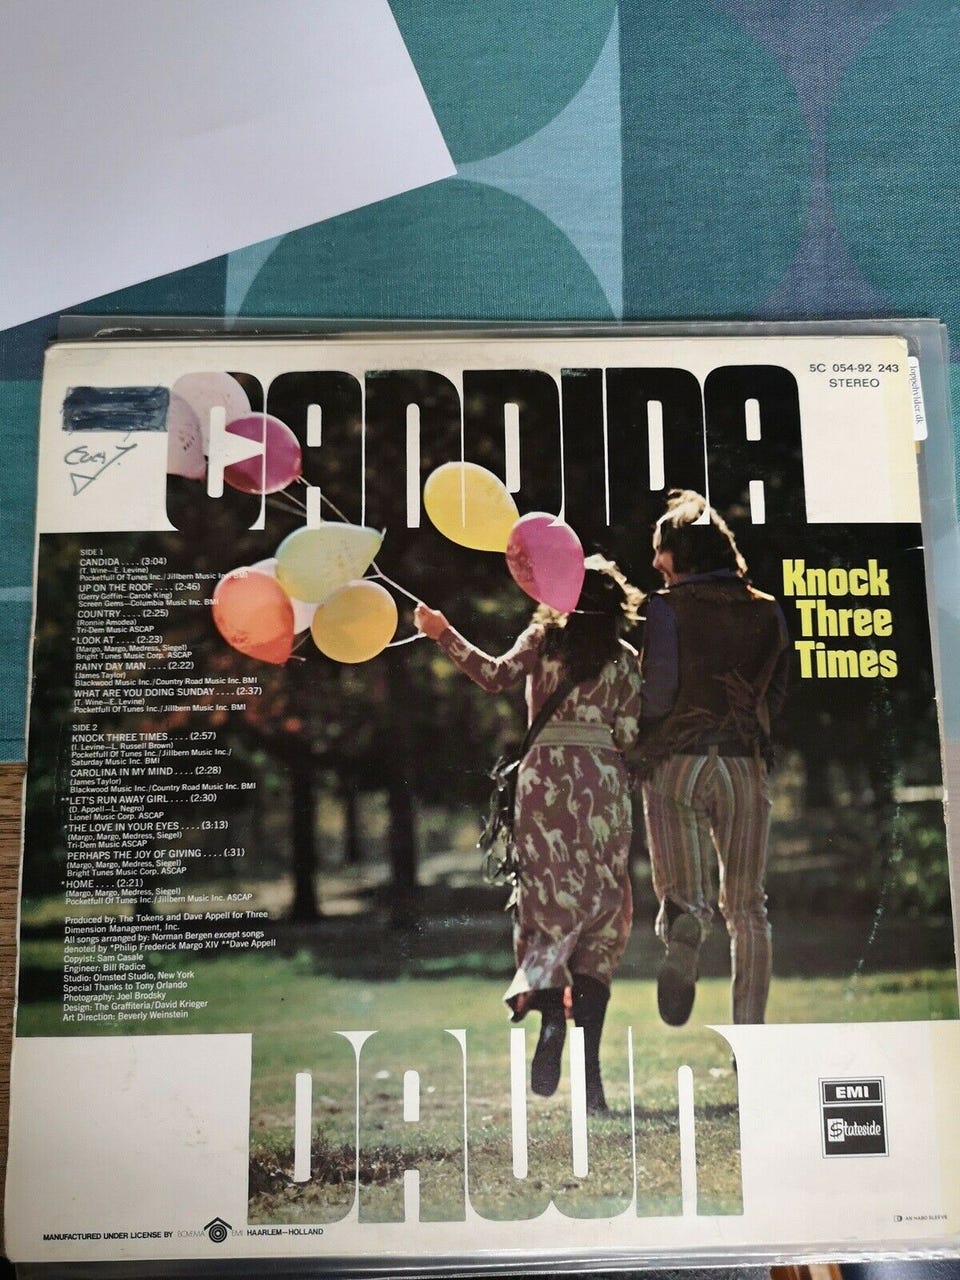 CANDIDA
5C 054-92 243
STEREO
Knock
Three
Times
SIDE 1
CANDIDA . . . . (3:04)
(T. Wine—E. Levine)
Pocketfull Of Tunes Inc./Jillbern Music Inc. BMI
UP ON THE ROOF . . . . (2:46)
(Gerry Goffin—Carole King)
Screen Gems—Columbia Music Inc. BMI
COUNTRY . . . . (2:25)
(Ronnie Amodea)
Tri-Dem Music ASCAP
*LOOK AT . . . . (2:23)
(Margo, Margo, Medress, Siegel)
Bright Tunes Music Corp. ASCAP
RAINY DAY MAN . . . . (2:22)
(James Taylor)
Blackwood Music Inc./Country Road Music Inc. BMI
WHAT ARE YOU DOING SUNDAY . . . . (2:37)
(T. Wine—E. Levine)
Pocketfull Of Tunes Inc./Jillbern Music Inc. BMI
SIDE 2
KNOCK THREE TIMES . . . . (2:57)
(I. Levine—L. Russell Brown)
Pocketfull Of Tunes Inc./Jillbern Music Inc./
Saturday Music Inc. BMI
CAROLINA IN MY MIND . . . . (2:28)
(James Taylor)
Blackwood Music Inc./Country Road Music Inc. BMI
**LET'S RUN AWAY GIRL . . . . (2:30)
(D. Appell—L. Negro)
Lionel Music Corp. ASCAP
*THE LOVE IN YOUR EYES . . . . (3:13)
(Margo, Margo, Medress, Siegel)
Tri-Dem Music ASCAP
PERHAPS THE JOY OF GIVING . . . . (:31)
(Margo, Margo, Medress, Siegel)
Bright Tunes Music Corp. ASCAP
*HOME . . . . (2:21)
(Margo, Margo, Medress, Siegel)
Pocketfull Of Tunes Inc./Jillbern Music Inc. ASCAP
Produced by: The Tokens and Dave Appell for Three
Dimension Management, Inc.
All songs arranged by: Norman Bergen except songs
denoted by *Philip Frederick Margo XIV **Dave Appell
Copyist: Sam Casale
Engineer: Bill Radice
Studio: Olmsted Studio, New York
Special Thanks to Tony Orlando
Photography: Joel Brodsky
Design: The Graffiteria/David Krieger
Art Direction: Beverly Weinstein
DAWN
EMI
Stateside
MANUFACTURED UNDER LICENSE BY BOVEMA EMI HAARLEM—HOLLAND
AN HABO SLEEVE